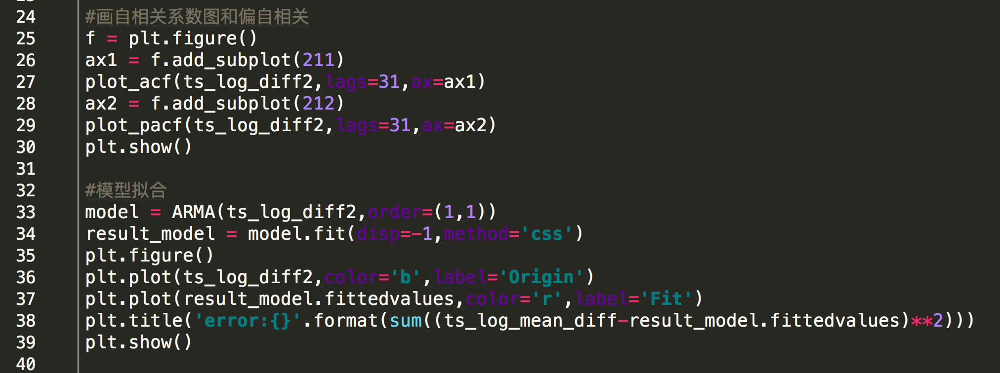 24 #画自相关系数图和偏自相关
25 f = plt.figure()
26 ax1 = f.add_subplot(211)
27 plot_acf(ts_log_diff2,lags=31,ax=ax1)
28 ax2 = f.add_subplot(212)
29 plot_pacf(ts_log_diff2,lags=31,ax=ax2)
30 plt.show()
31
32 #模型拟合
33 model = ARMA(ts_log_diff2,order=(1,1))
34 result_model = model.fit(disp=-1,method='css')
35 plt.figure()
36 plt.plot(ts_log_diff2,color='b',label='Origin')
37 plt.plot(result_model.fittedvalues,color='r',label='Fit')
38 plt.title('error:{}'.format(sum((ts_log_mean_diff-result_model.fittedvalues)**2)))
39 plt.show()
40